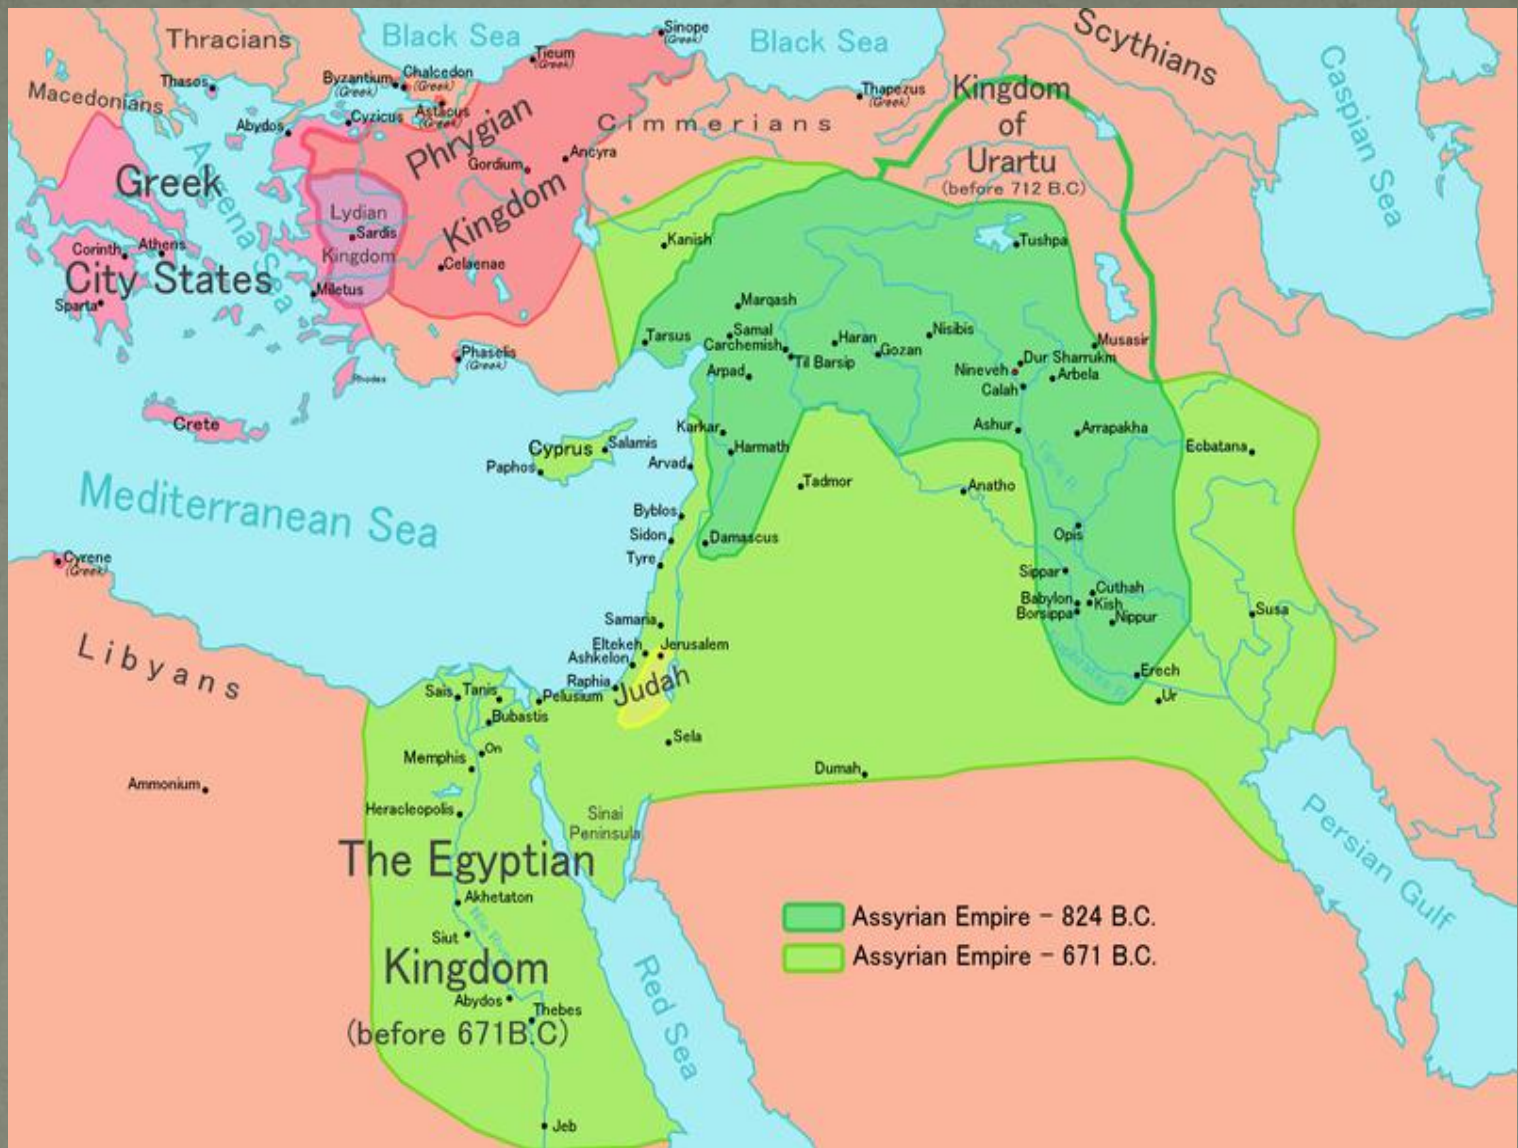 Thracians
Black Sea
Sinope
(Greek)
Black Sea
Scythians
Caspian Sea
Tieum
(Greek)
Macedonians
Thasos
Byzantium
(Greek)
Chalcedon
(Greek)
Astacus
(Greek)
Thapezus
(Greek)
Kingdom
of
Urartu
(before 712 B.C)
Abydos
Cyzicus
Cimmerians
Phrygian
Kingdom
Gordium
Ancyra
Greek
City States
Lydian
Kingdom
Sardis
Kanish
Tushpa
Corinth
Athens
Celaenae
Sparta
Miletus
Marqash
Tarsus
Samal
Carchemish
Haran
Nisibis
Musasir
Gozan
Til Barsip
Dur Sharrukm
Nineveh
Arbela
Calah
Phaselis
(Greek)
Rhodes
Arpad
Crete
Karkar
Ashur
Arrapakha
Cyprus
Salamis
Harmath
Ecbatana
Paphos
Arvad
Tadmor
Anatho
Mediterranean Sea
Byblos
Sidon
Damascus
Opis
Tyre
Cyrene
(Greek)
Sippar
Cuthah
Babylon
Kish
Borsippa
Nippur
Susa
Samaria
Eltekeh
Jerusalem
Ashkelon
Libyans
Raphia
Judah
Erech
Ur
Sais
Tanis
Pelusium
Bubastis
Sela
On
Memphis
Dumah
Ammonium
Heracleopolis
Sinai
Peninsula
Persian Gulf
The Egyptian
Kingdom
(before 671B.C)
Akhetaton
Nile River
Siut
Abydos
Thebes
Red Sea
Jeb
Assyrian Empire - 824 B.C.
Assyrian Empire - 671 B.C.